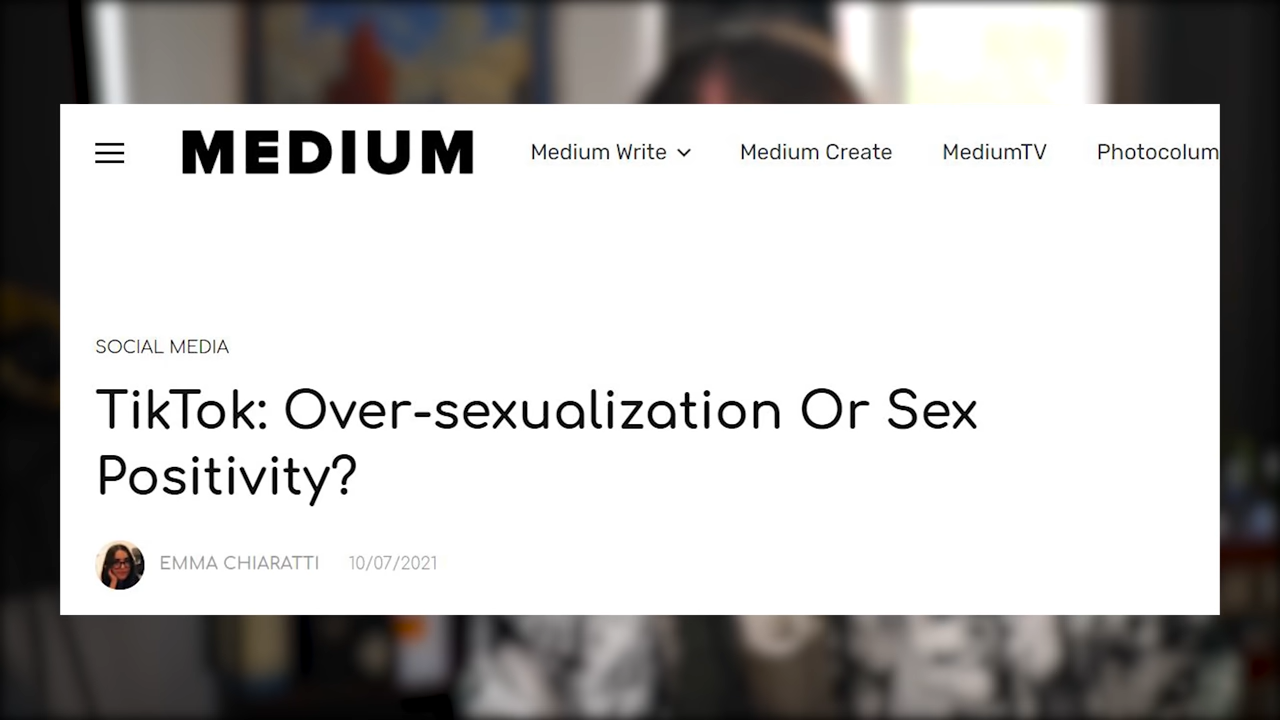 MEDIUM Medium Write Medium Create MediumTV Photocolum
SOCIAL MEDIA
TikTok: Over-sexualization Or Sex
Positivity?
EMMA CHIARATTI 10/07/2021